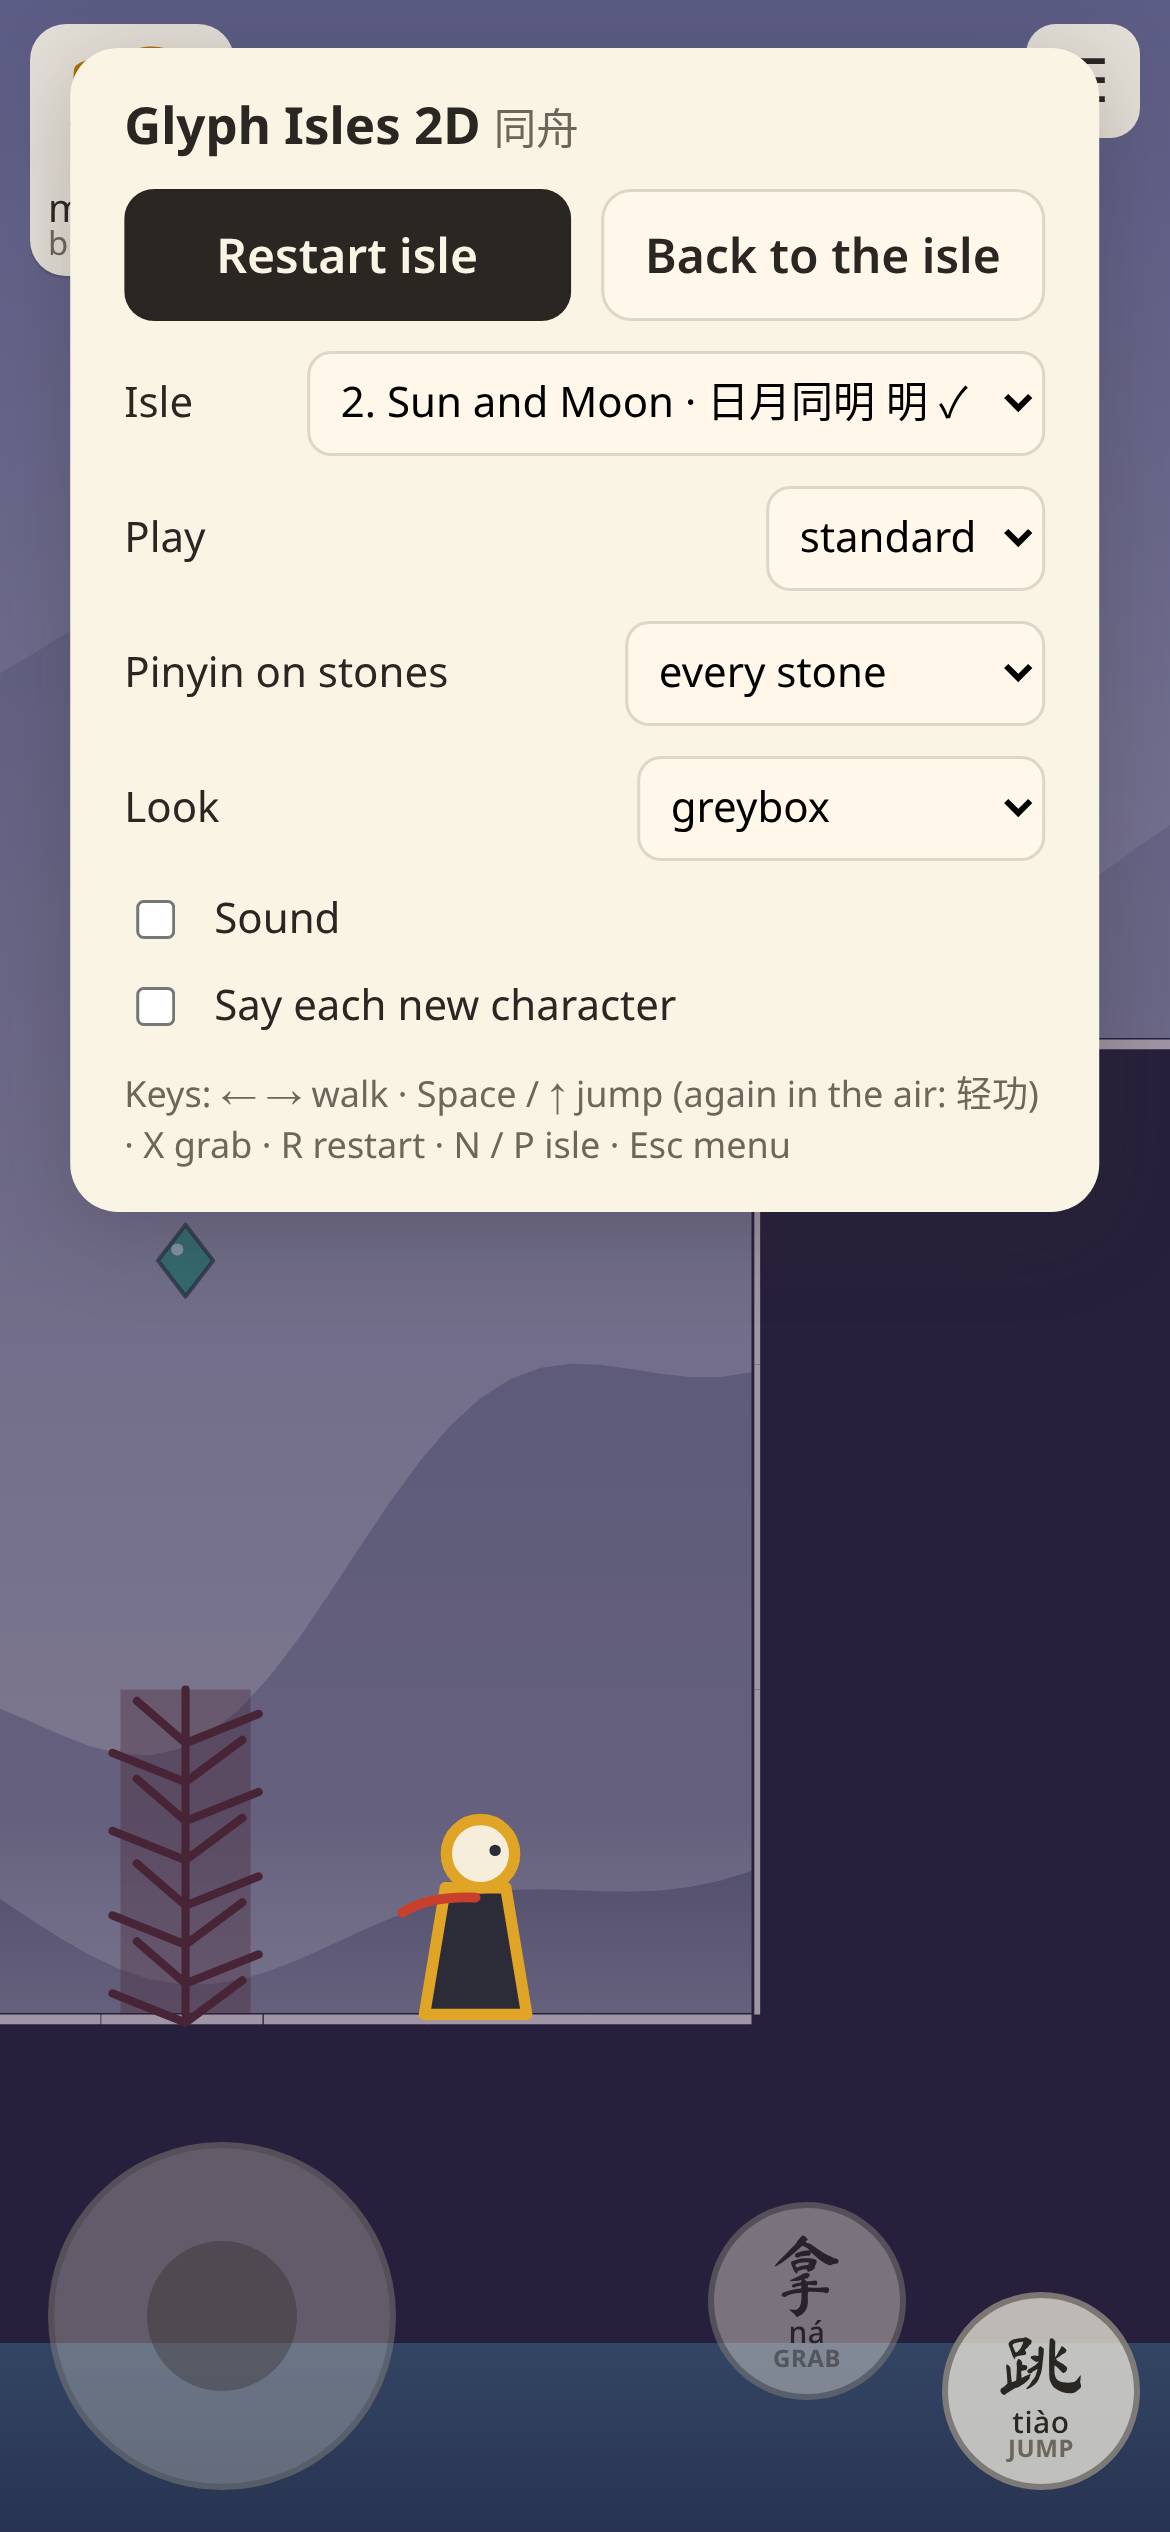 Glyph Isles 2D 同舟
Restart isle
Back to the isle
Isle
2. Sun and Moon · 日月同明 明 ✓
Play
standard
Pinyin on stones
every stone
Look
greybox
Sound
Say each new character
Keys: ← → walk · Space / ↑ jump (again in the air: 轻功)
· X grab · R restart · N / P isle · Esc menu
拿
ná
GRAB
跳
tiào
JUMP